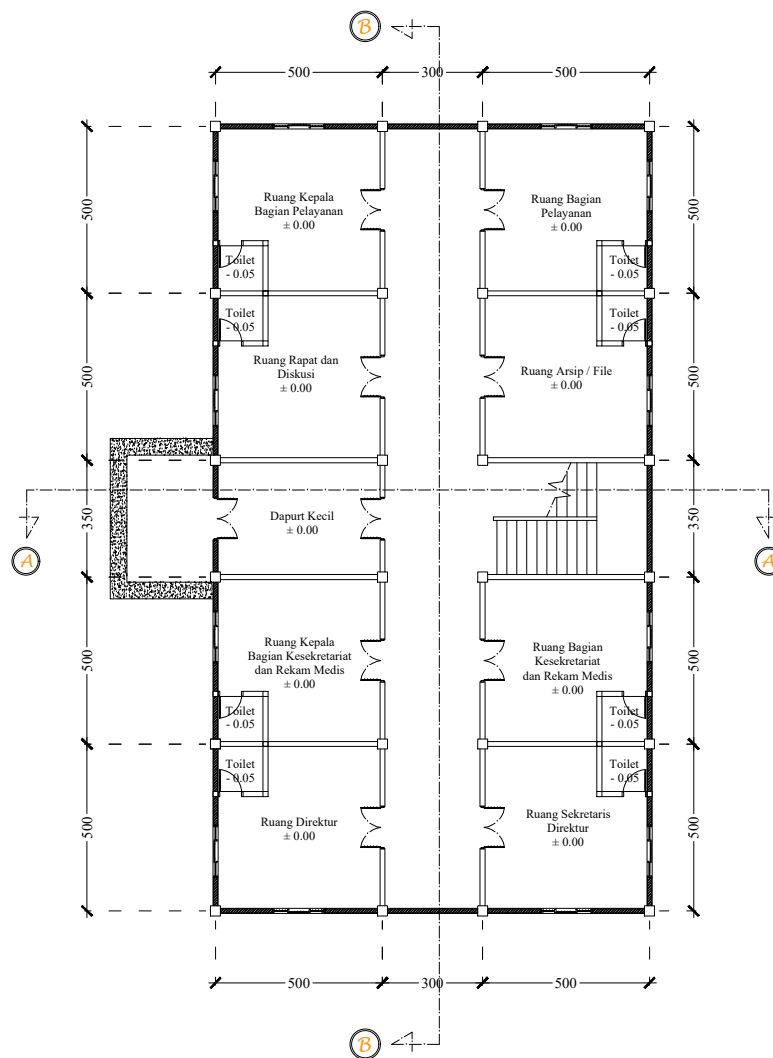 B
500
300
500
500
500
Ruang Kepala
Bagian Pelayanan
± 0.00
Ruang Bagian
Pelayanan
± 0.00
Toilet
- 0.05
Toilet
- 0.05
Toilet
- 0.05
Toilet
- 0.05
500
500
Ruang Rapat dan
Diskusi
± 0.00
Ruang Arsip / File
± 0.00
350
350
Dapurt Kecil
± 0.00
A
A
500
500
Ruang Kepala
Bagian Kesekretariat
dan Rekam Medis
± 0.00
Ruang Bagian
Kesekretariat
dan Rekam Medis
± 0.00
Toilet
- 0.05
Toilet
- 0.05
Toilet
- 0.05
Toilet
- 0.05
500
500
Ruang Direktur
± 0.00
Ruang Sekretaris
Direktur
± 0.00
500
300
500
B